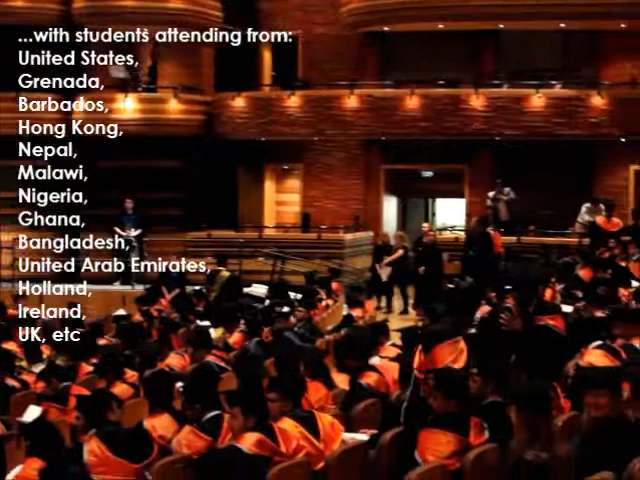 ...with students attending from:
United States,
Grenada,
Barbados,
Hong Kong,
Nepal,
Malawi,
Nigeria,
Ghana,
Bangladesh,
United Arab Emirates,
Holland,
Ireland,
UK, etc